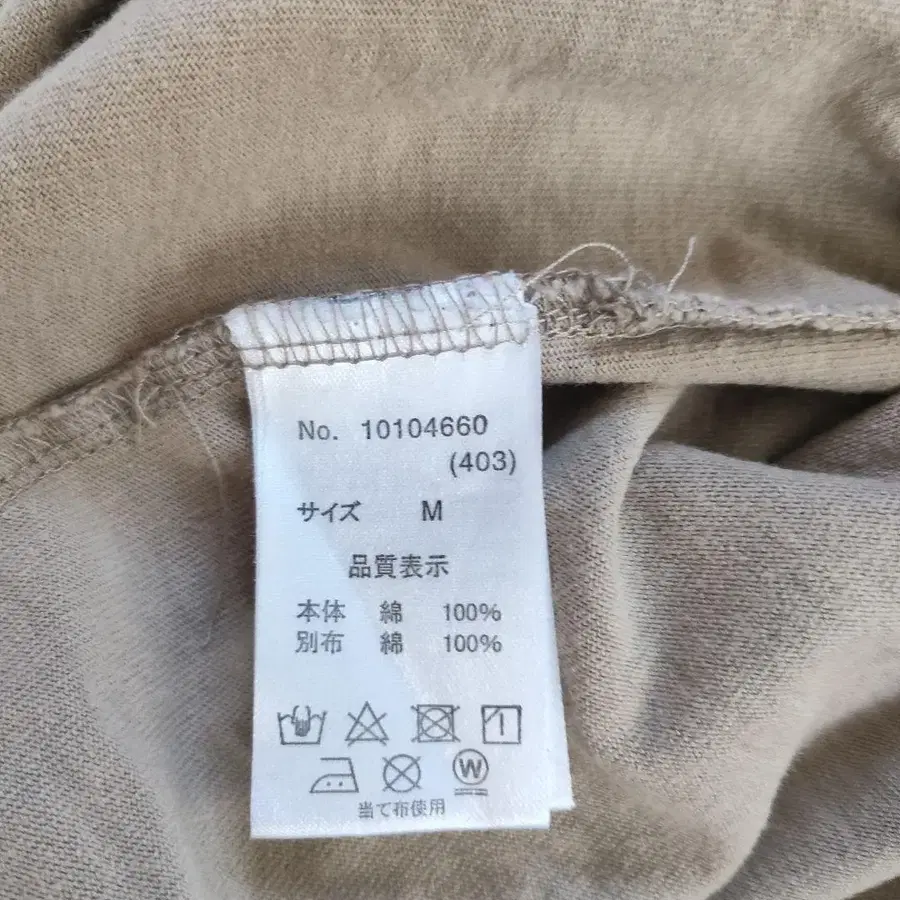 No. 10104660
(403)
サイズ M
品質表示
本体 綿 100%
別布 綿 100%
W
当て布使用